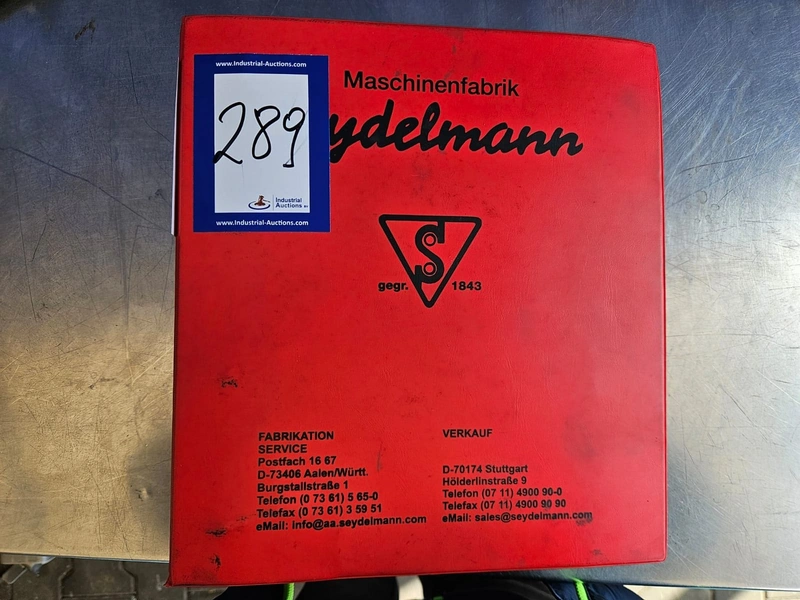 www.Industrial-Auctions.com
289
Industrial
Auctions BV
www.Industrial-Auctions.com
Maschinenfabrik
eydelmann
S
gegr. 1843
FABRIKATION
SERVICE
Postfach 16 67
D-73406 Aalen/Württ.
Burgstallstraße 1
Telefon (0 73 61) 5 65-0
Telefax (0 73 61) 3 59 51
eMail: info@aa.seydelmann.com
VERKAUF
D-70174 Stuttgart
Hölderlinstraße 9
Telefon (07 11) 4900 90-0
Telefax (07 11) 4900 90 90
eMail: sales@seydelmann.com